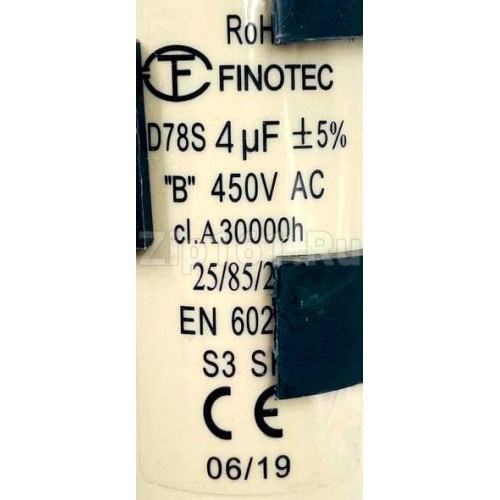 RoH
FINOTEC
D78S 4 µF ±5%
"B" 450V AC
cl.A30000h
25/85/2
EN 602
S3 S
CE
06/19